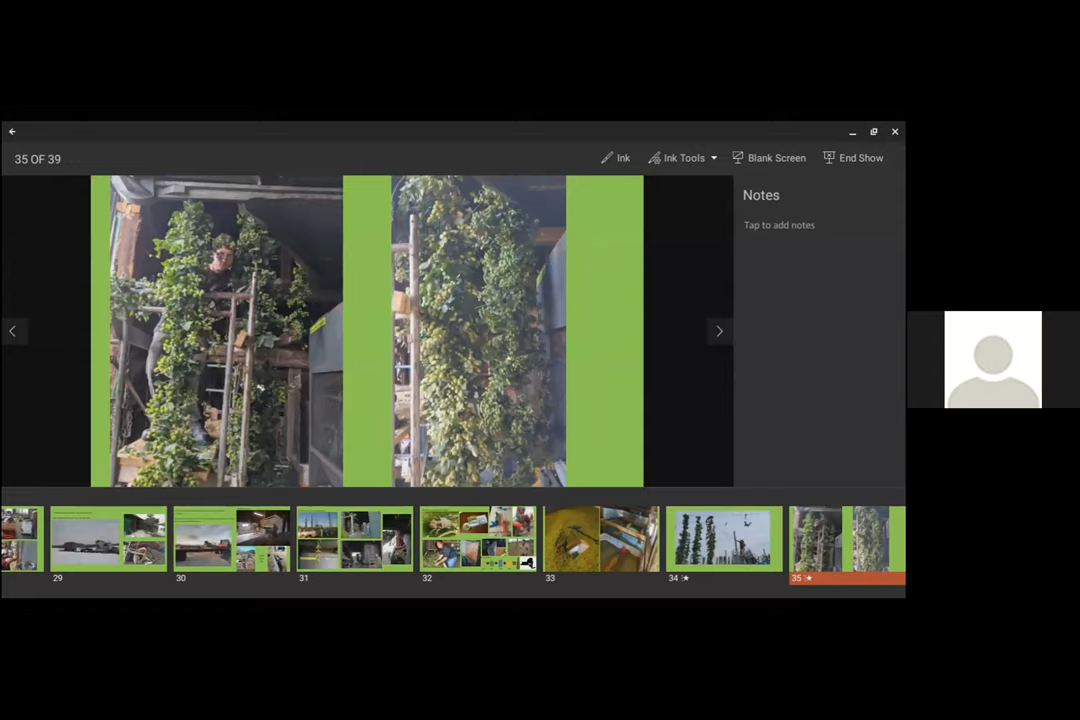 35 OF 39
Ink
Ink Tools
Blank Screen
End Show
Notes
Tap to add notes
29
30
31
32
33
34
35